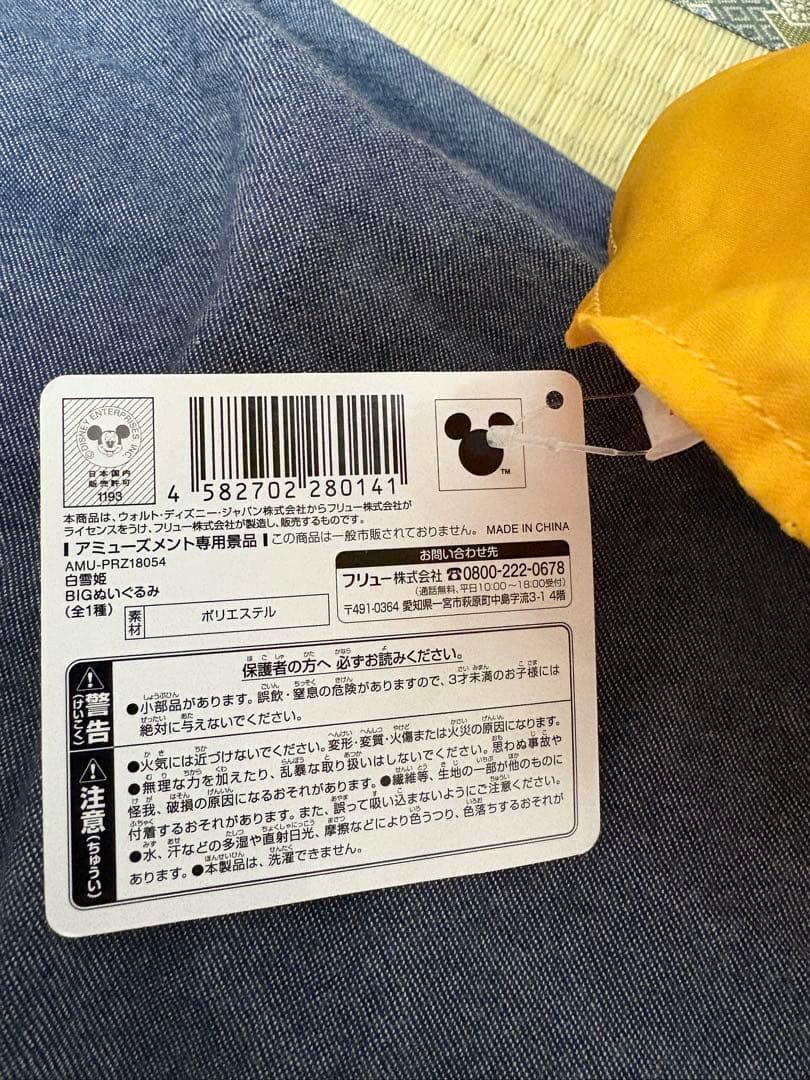 ©DISNEY ENTERPRISES INC
日本国内
販売許可
1193
4 582702 280141
TM
本商品は、ウォルト・ディズニー・ジャパン株式会社からフリュー株式会社が
ライセンスをうけ、フリュー株式会社が製造し、販売するものです。
アミューズメント専用景品 この商品は一般市販されておりません。 MADE IN CHINA
AMU-PRZ18054
白雪姫
BIGぬいぐるみ
(全1種)
素材 ポリエステル
お問い合わせ先
フリュー株式会社 ☎0800-222-0678
(通話無料、平日10:00~18:00受付)
〒491-0364 愛知県一宮市萩原町中島字流3-1 4階
警告(けいこく)
保護者の方へ 必ずお読みください。
●小部品があります。誤飲・窒息の危険がありますので、3才未満のお子様には
絶対に与えないでください。
注意(ちゅうい)
●火気には近づけないでください。変形・変質・火傷または火災の原因になります。
●無理な力を加えたり、乱暴な取り扱いはしないでください。思わぬ事故や
怪我、破損の原因になるおそれがあります。●繊維等、生地の一部が他のものに
付着するおそれがあります。また、誤って吸い込まないようにご注意ください。
●水、汗などの多湿や直射日光、摩擦などにより色うつり、色落ちするおそれが
あります。●本製品は、洗濯できません。